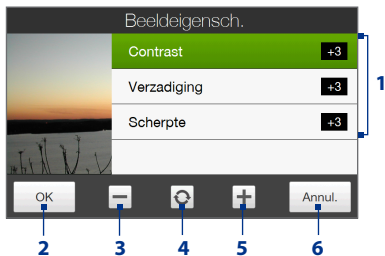 Beeldeigensch.
Contrast +3
Verzadiging +3
Scherpte +3
1
OK Annul.
2 3 4 5 6